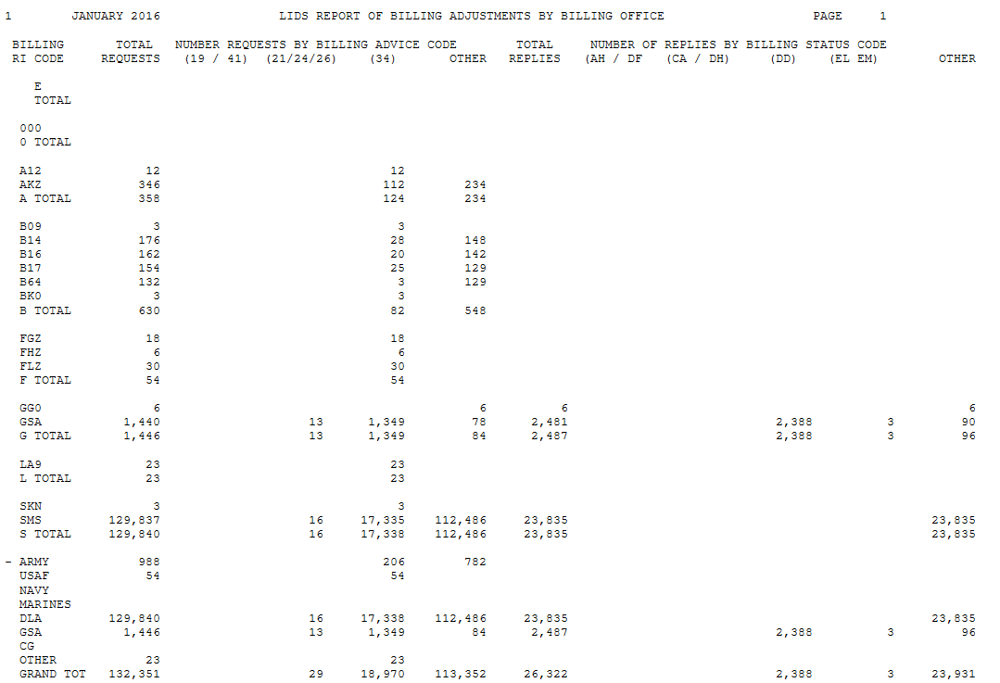 1 JANUARY 2016 LIDS REPORT OF BILLING ADJUSTMENTS BY BILLING OFFICE PAGE 1
BILLING TOTAL NUMBER REQUESTS BY BILLING ADVICE CODE TOTAL NUMBER OF REPLIES BY BILLING STATUS CODE
RI CODE REQUESTS (19 / 41) (21/24/26) (34) OTHER REPLIES (AH / DF (CA / DH) (DD) (EL EM) OTHER
E
TOTAL
000
0 TOTAL
A12 12 12
AKZ 346 112 234
A TOTAL 358 124 234
B09 3 3
B14 176 28 148
B16 162 20 142
B17 154 25 129
B64 132 3 129
BK0 3 3
B TOTAL 630 82 548
FGZ 18 18
FHZ 6 6
FLZ 30 30
F TOTAL 54 54
GG0 6 6 6 6
GSA 1,440 13 1,349 78 2,481 2,388 3 90
G TOTAL 1,446 13 1,349 84 2,487 2,388 3 96
LA9 23 23
L TOTAL 23 23
SKN 3 3
SMS 129,837 16 17,335 112,486 23,835 23,835
S TOTAL 129,840 16 17,338 112,486 23,835 23,835
- ARMY 988 206 782
USAF 54 54
NAVY
MARINES
DLA 129,840 16 17,338 112,486 23,835 23,835
GSA 1,446 13 1,349 84 2,487 2,388 3 96
CG
OTHER 23 23
GRAND TOT 132,351 29 18,970 113,352 26,322 2,388 3 23,931